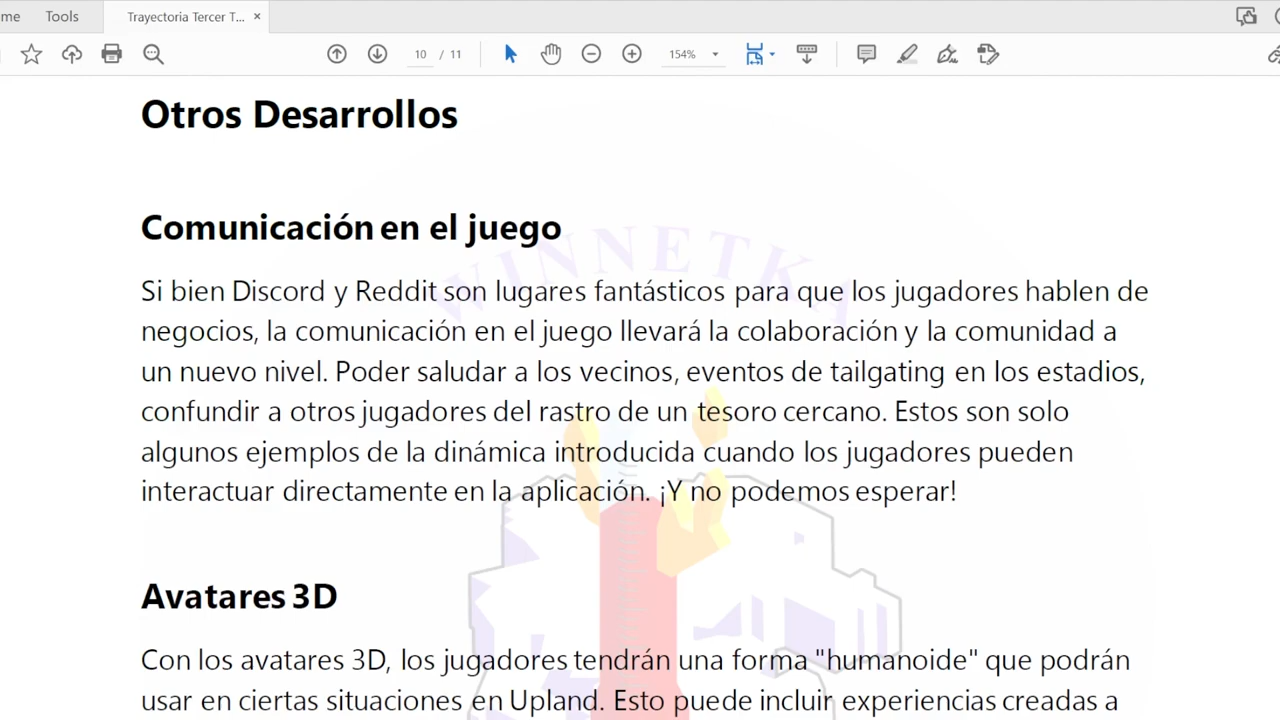 me Tools Trayectoria Tercer T... ×
10 / 11 154%
Otros Desarrollos
Comunicación en el juego
WINNETKA
Si bien Discord y Reddit son lugares fantásticos para que los jugadores hablen de
negocios, la comunicación en el juego llevará la colaboración y la comunidad a
un nuevo nivel. Poder saludar a los vecinos, eventos de tailgating en los estadios,
confundir a otros jugadores del rastro de un tesoro cercano. Estos son solo
algunos ejemplos de la dinámica introducida cuando los jugadores pueden
interactuar directamente en la aplicación. ¡Y no podemos esperar!
Avatares 3D
Con los avatares 3D, los jugadores tendrán una forma "humanoide" que podrán
usar en ciertas situaciones en Upland. Esto puede incluir experiencias creadas a